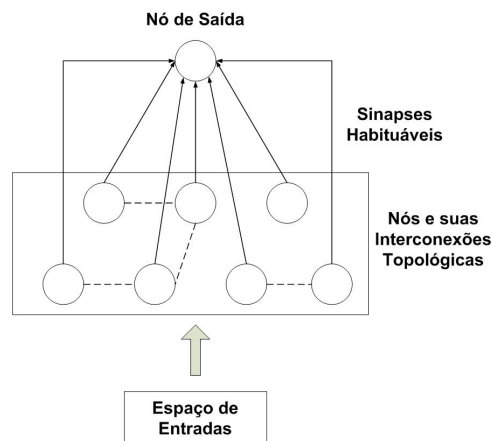 Nó de Saída
Sinapses
Habituáveis
Nós e suas
Interconexões
Topológicas
Espaço de
Entradas